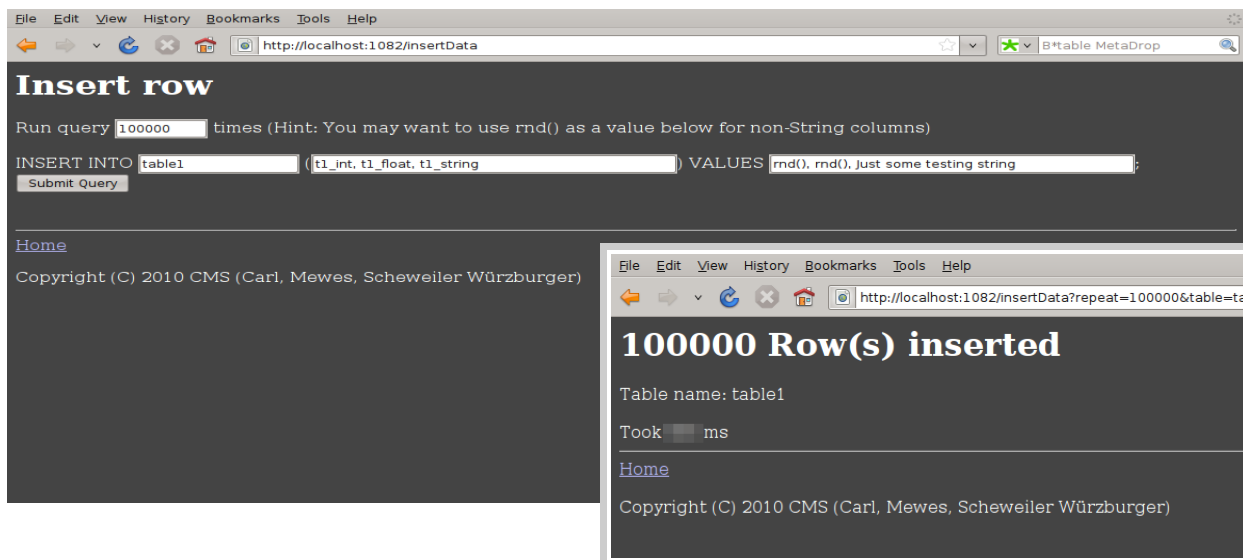 File Edit View History Bookmarks Tools Help
http://localhost:1082/insertData
B*table MetaDrop
Insert row
Run query 100000 times (Hint: You may want to use rnd() as a value below for non-String columns)
INSERT INTO table1 (t1_int, t1_float, t1_string) VALUES rnd(), rnd(), Just some testing string;
Submit Query
Home
Copyright (C) 2010 CMS (Carl, Mewes, Scheweiler Würzburger)
File Edit View History Bookmarks Tools Help
http://localhost:1082/insertData?repeat=100000&table=ta
100000 Row(s) inserted
Table name: table1
Took ms
Home
Copyright (C) 2010 CMS (Carl, Mewes, Scheweiler Würzburger)